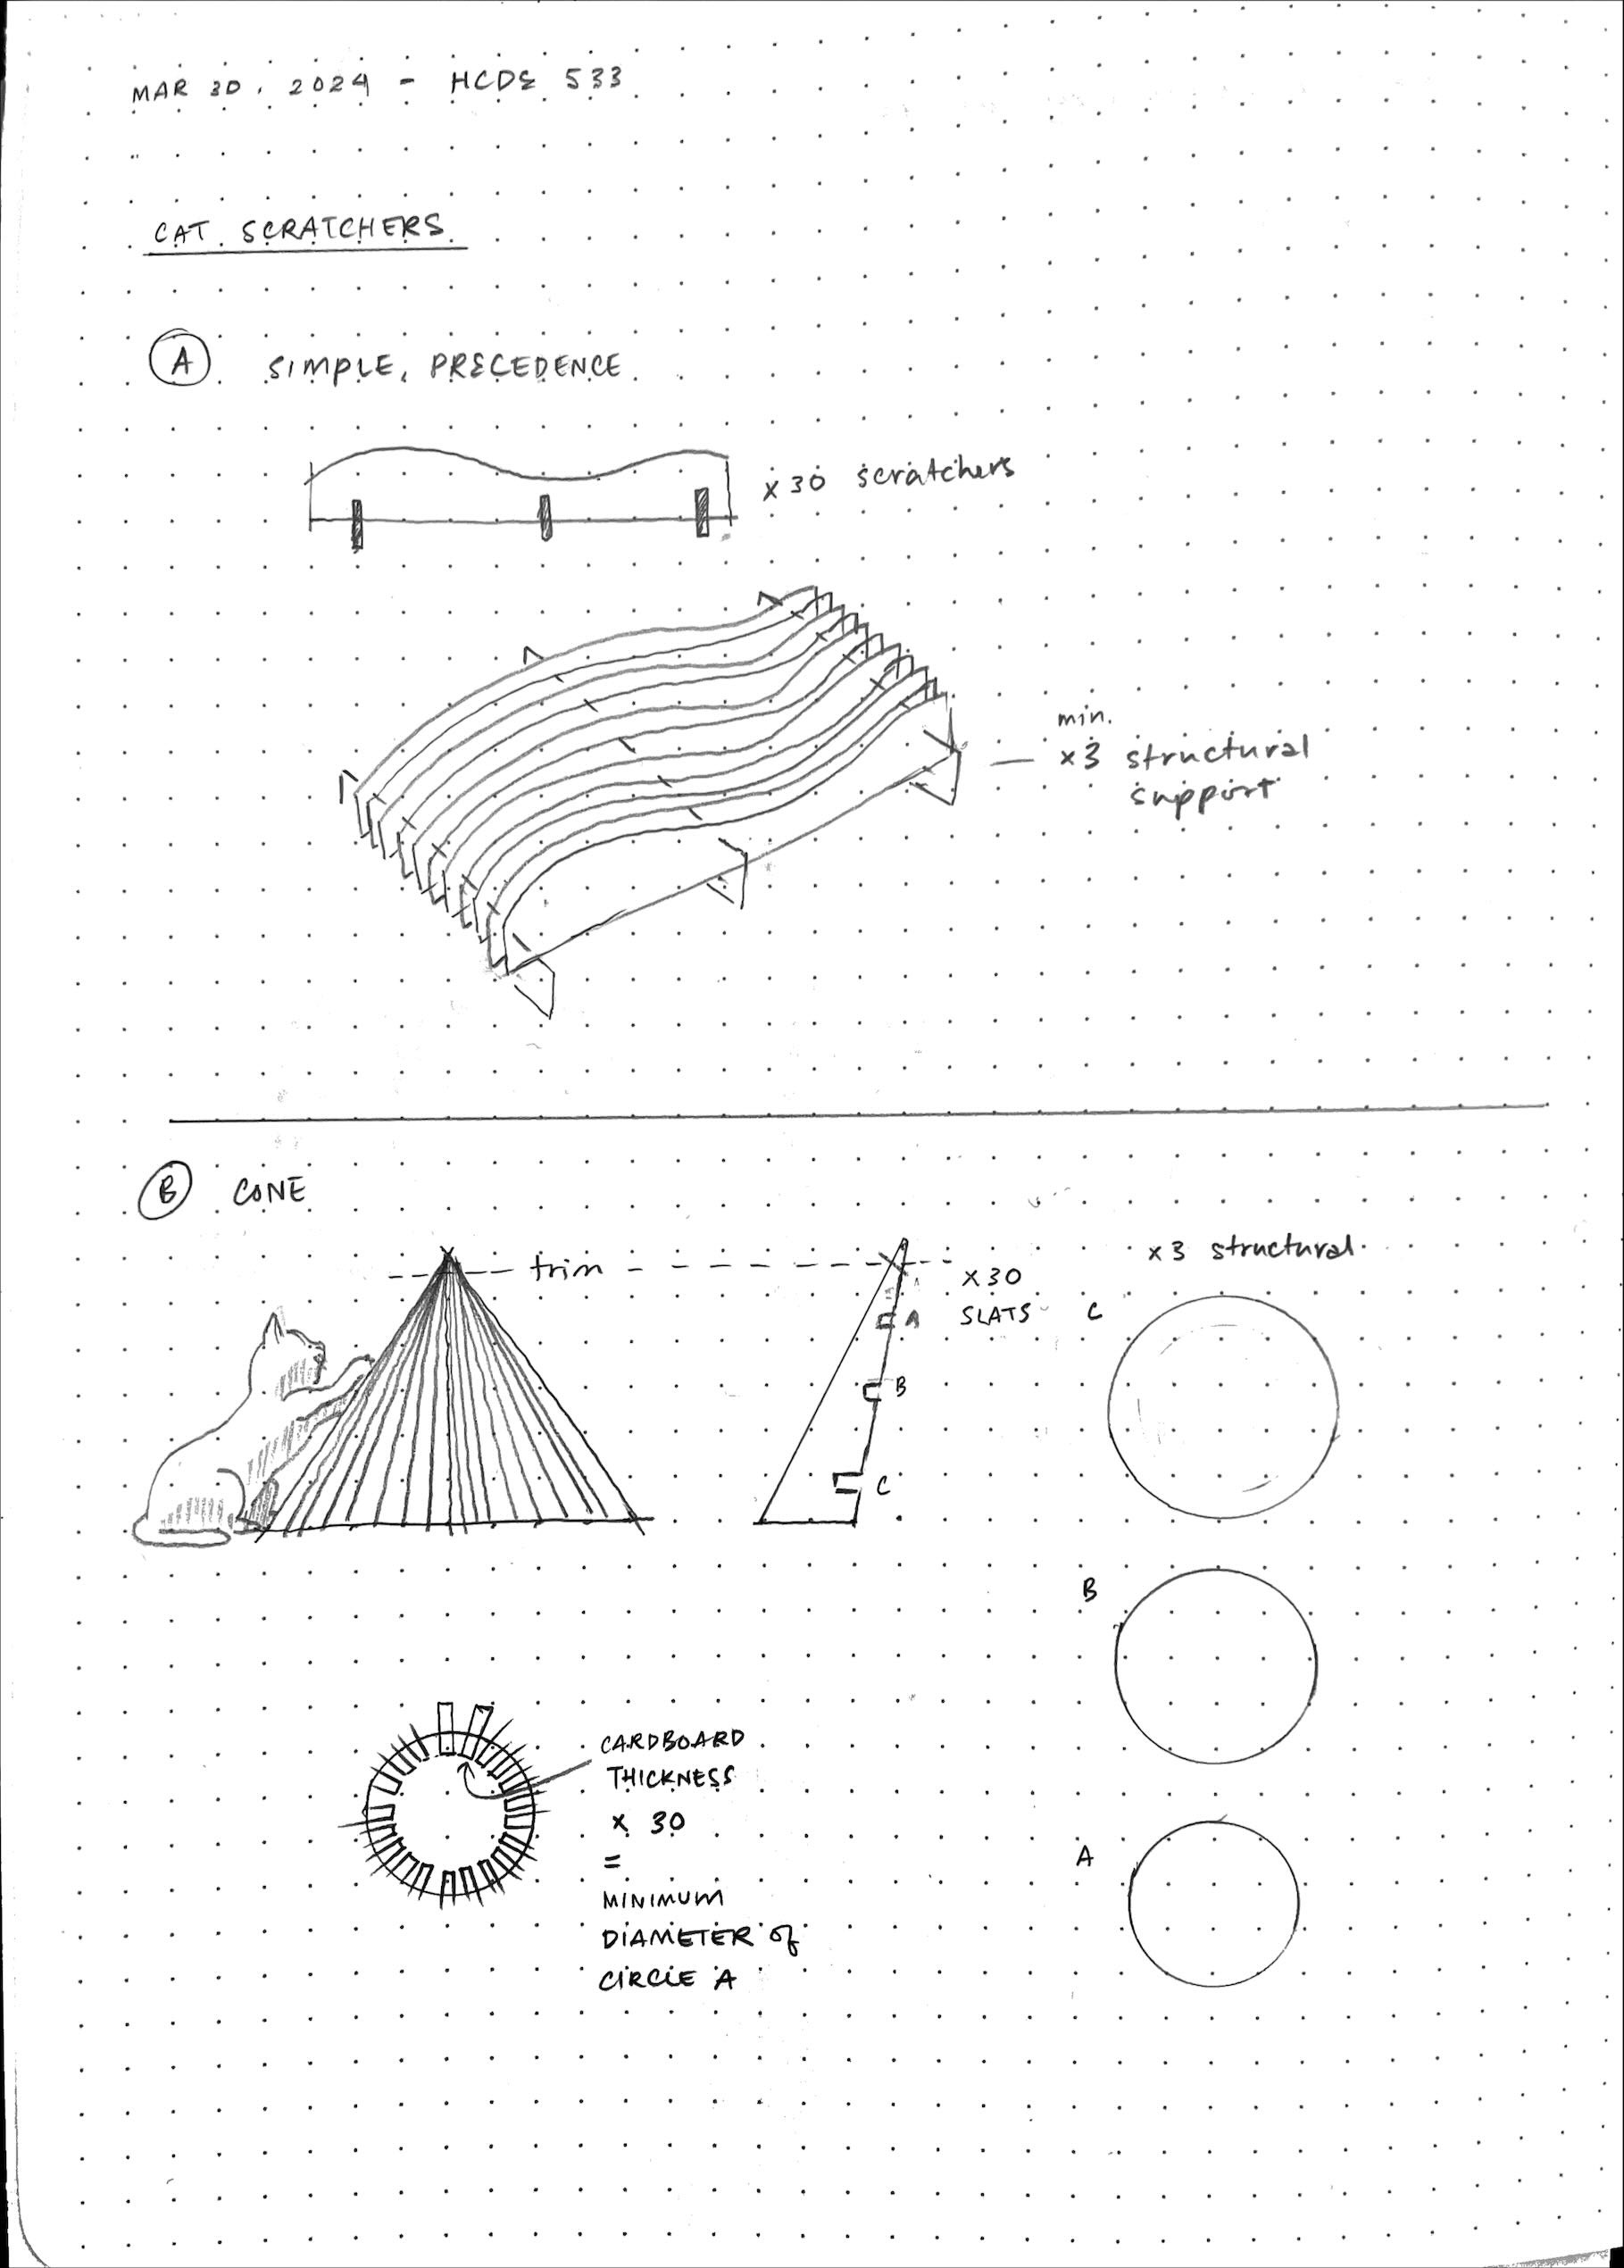 MAR 30, 2024 - HCDE 533
CAT SCRATCHERS
A SIMPLE, PRECEDENCE
x 30 scratchers
min.
x3 structural
support
B CONE
trim
x30
SLATS
A
B
C
x3 structural
C
B
A
CARDBOARD
THICKNESS
x 30
=
MINIMUM
DIAMETER of
CIRCLE A